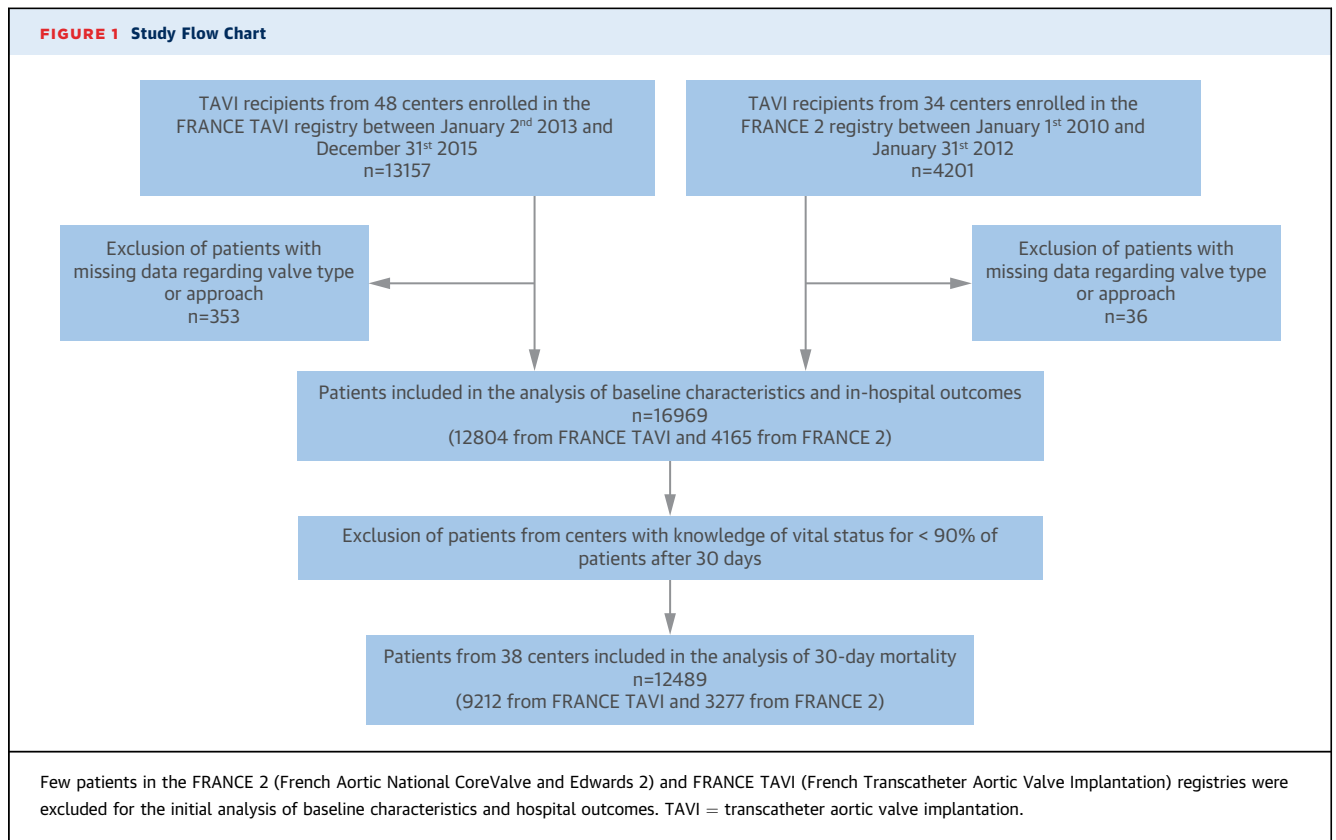 FIGURE 1 Study Flow Chart
TAVI recipients from 48 centers enrolled in the
FRANCE TAVI registry between January 2nd 2013 and
December 31st 2015
n=13157
TAVI recipients from 34 centers enrolled in the
FRANCE 2 registry between January 1st 2010 and
January 31st 2012
n=4201
Exclusion of patients with
missing data regarding valve type
or approach
n=353
Exclusion of patients with
missing data regarding valve type
or approach
n=36
Patients included in the analysis of baseline characteristics and in-hospital outcomes
n=16969
(12804 from FRANCE TAVI and 4165 from FRANCE 2)
Exclusion of patients from centers with knowledge of vital status for < 90% of
patients after 30 days
Patients from 38 centers included in the analysis of 30-day mortality
n=12489
(9212 from FRANCE TAVI and 3277 from FRANCE 2)
Few patients in the FRANCE 2 (French Aortic National CoreValve and Edwards 2) and FRANCE TAVI (French Transcatheter Aortic Valve Implantation) registries were
excluded for the initial analysis of baseline characteristics and hospital outcomes. TAVI = transcatheter aortic valve implantation.